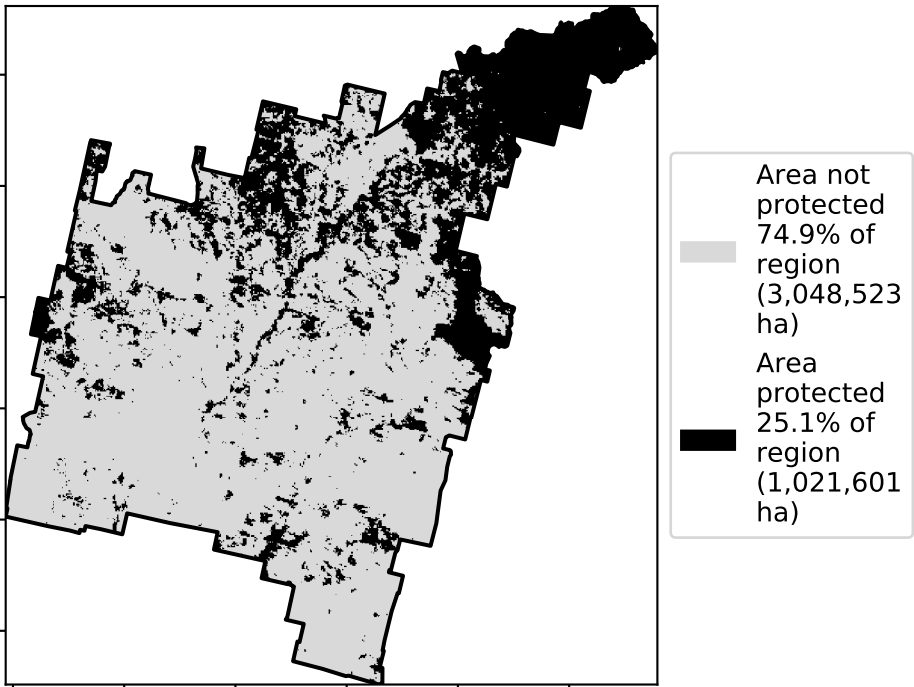 Area not
protected
74.9% of
region
(3,048,523
ha)
Area
protected
25.1% of
region
(1,021,601
ha)